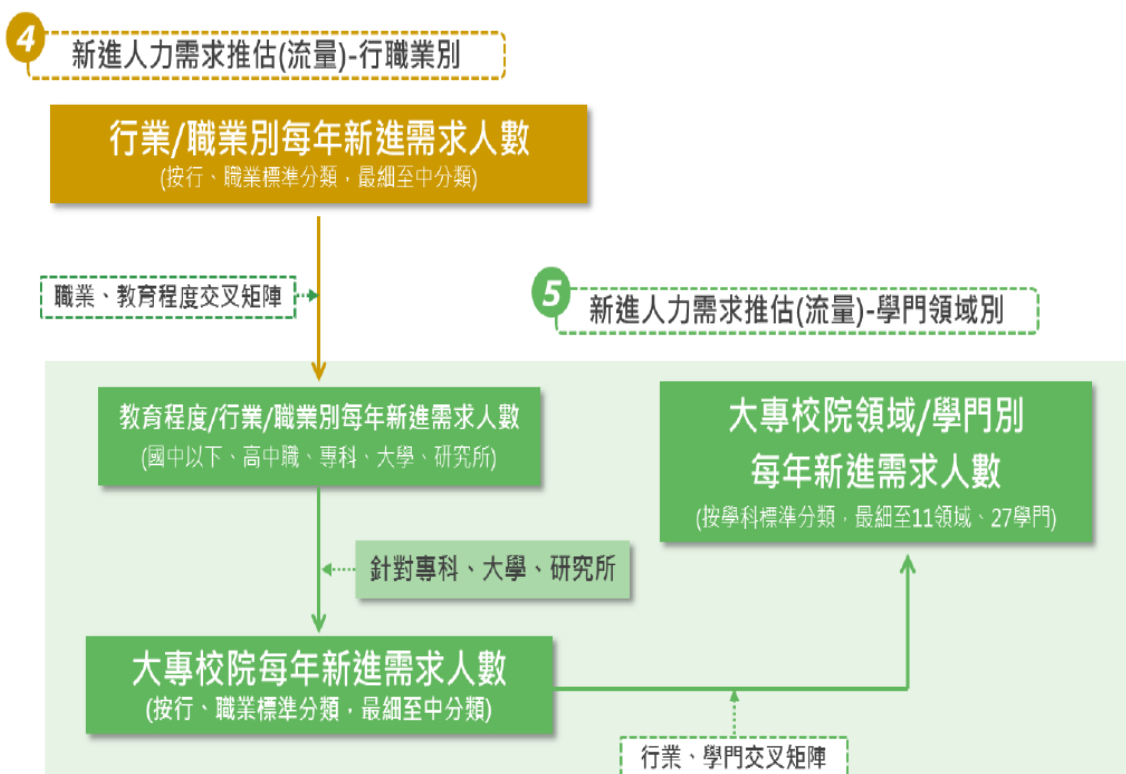 4
新進人力需求推估(流量)-行職業別
行業/職業別每年新進需求人數
(按行、職業標準分類，最細至中分類)
職業、教育程度交叉矩陣
5
新進人力需求推估(流量)-學門領域別
教育程度/行業/職業別每年新進需求人數
(國中以下、高中職、專科、大學、研究所)
大專校院領域/學門別
每年新進需求人數
(按學科標準分類，最細至11領域、27學門)
針對專科、大學、研究所
大專校院每年新進需求人數
(按行、職業標準分類，最細至中分類)
行業、學門交叉矩陣